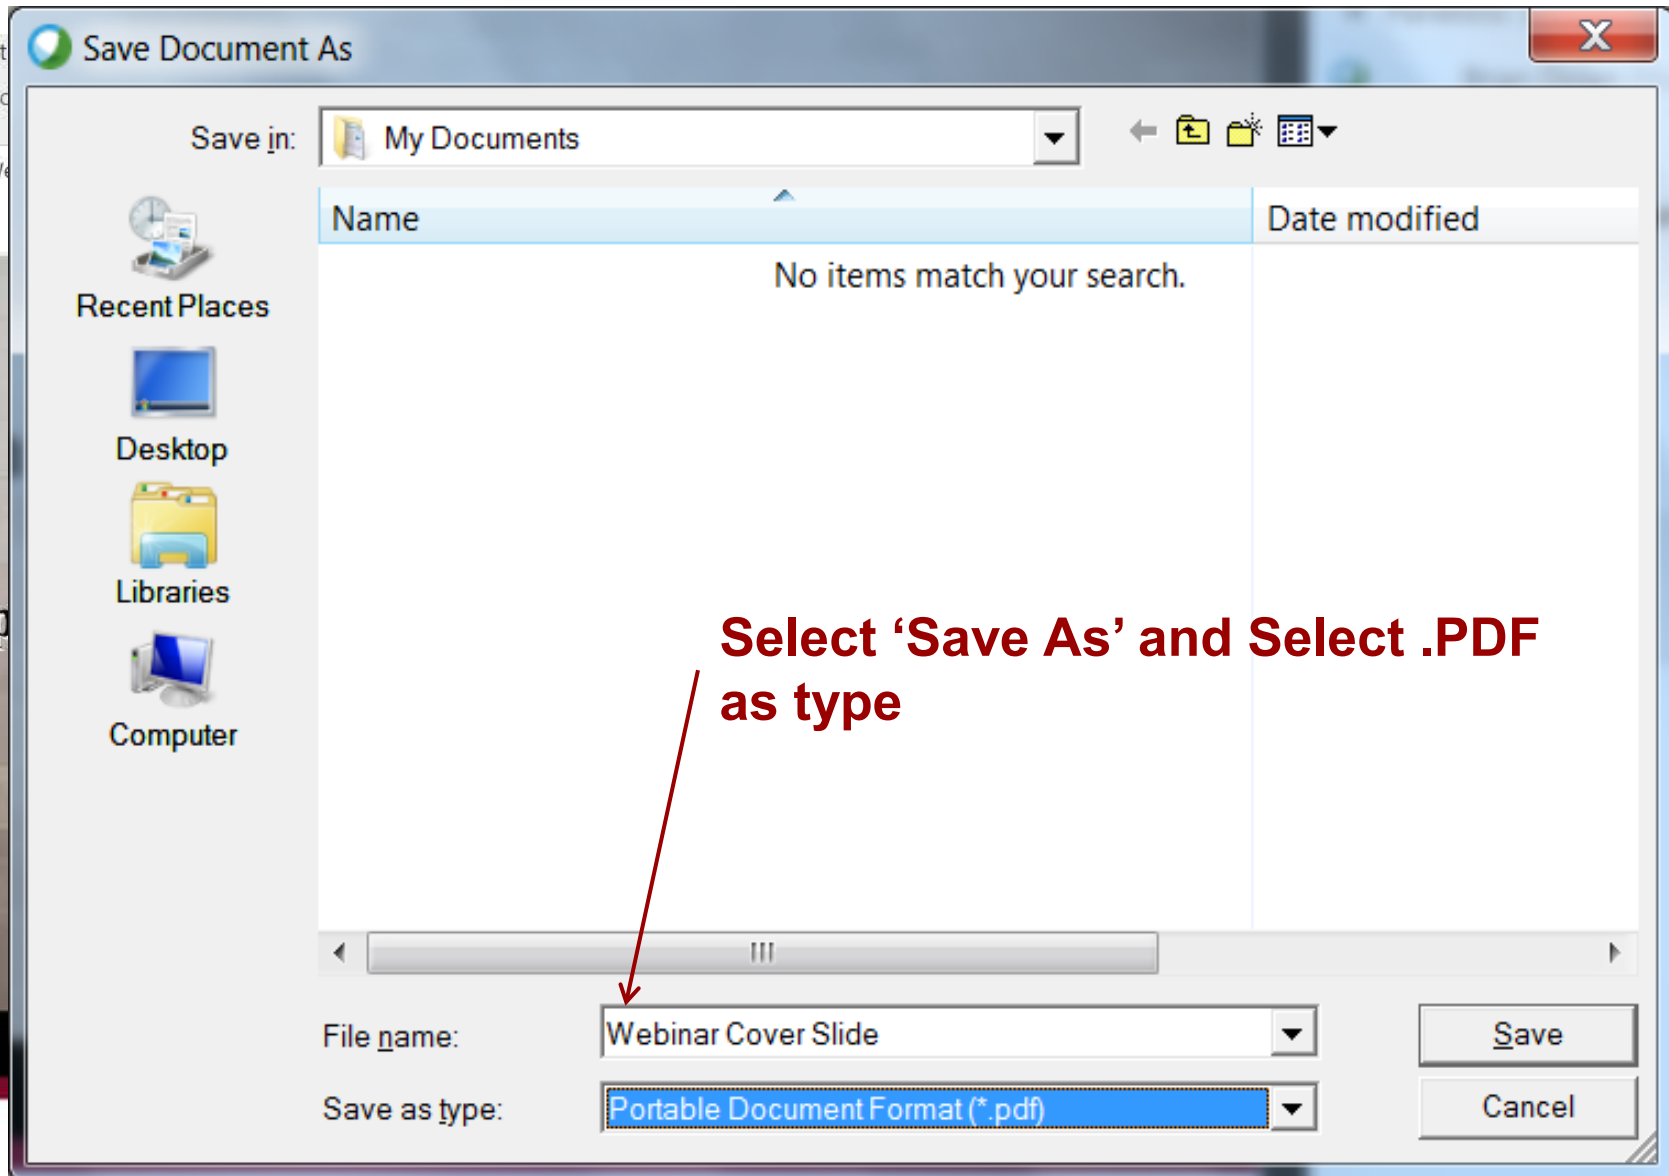 Save Document As
X
Save in:
My Documents
Name
Date modified
No items match your search.
Recent Places
Desktop
Libraries
Computer
Select ‘Save As’ and Select .PDF
as type
File name:
Webinar Cover Slide
Save
Save as type:
Portable Document Format (*.pdf)
Cancel